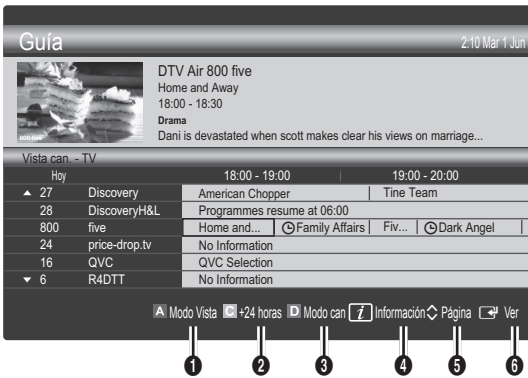 Guía 2:10 Mar 1 Jun
DTV Air 800 five
Home and Away
18:00 - 18:30
Drama
Dani is devastated when scott makes clear his views on marriage...
800 five
Vista can. - TV
Hoy 18:00 - 19:00 19:00 - 20:00
▲ 27 Discovery American Chopper Tine Team
28 DiscoveryH&L Programmes resume at 06:00
800 five Home and... Family Affairs Fiv... Dark Angel
24 price-drop.tv No Information
16 QVC QVC Selection
▼ 6 R4DTT No Information
A Modo Vista C +24 horas D Modo can i Información Página Ver
1 2 3 4 5 6